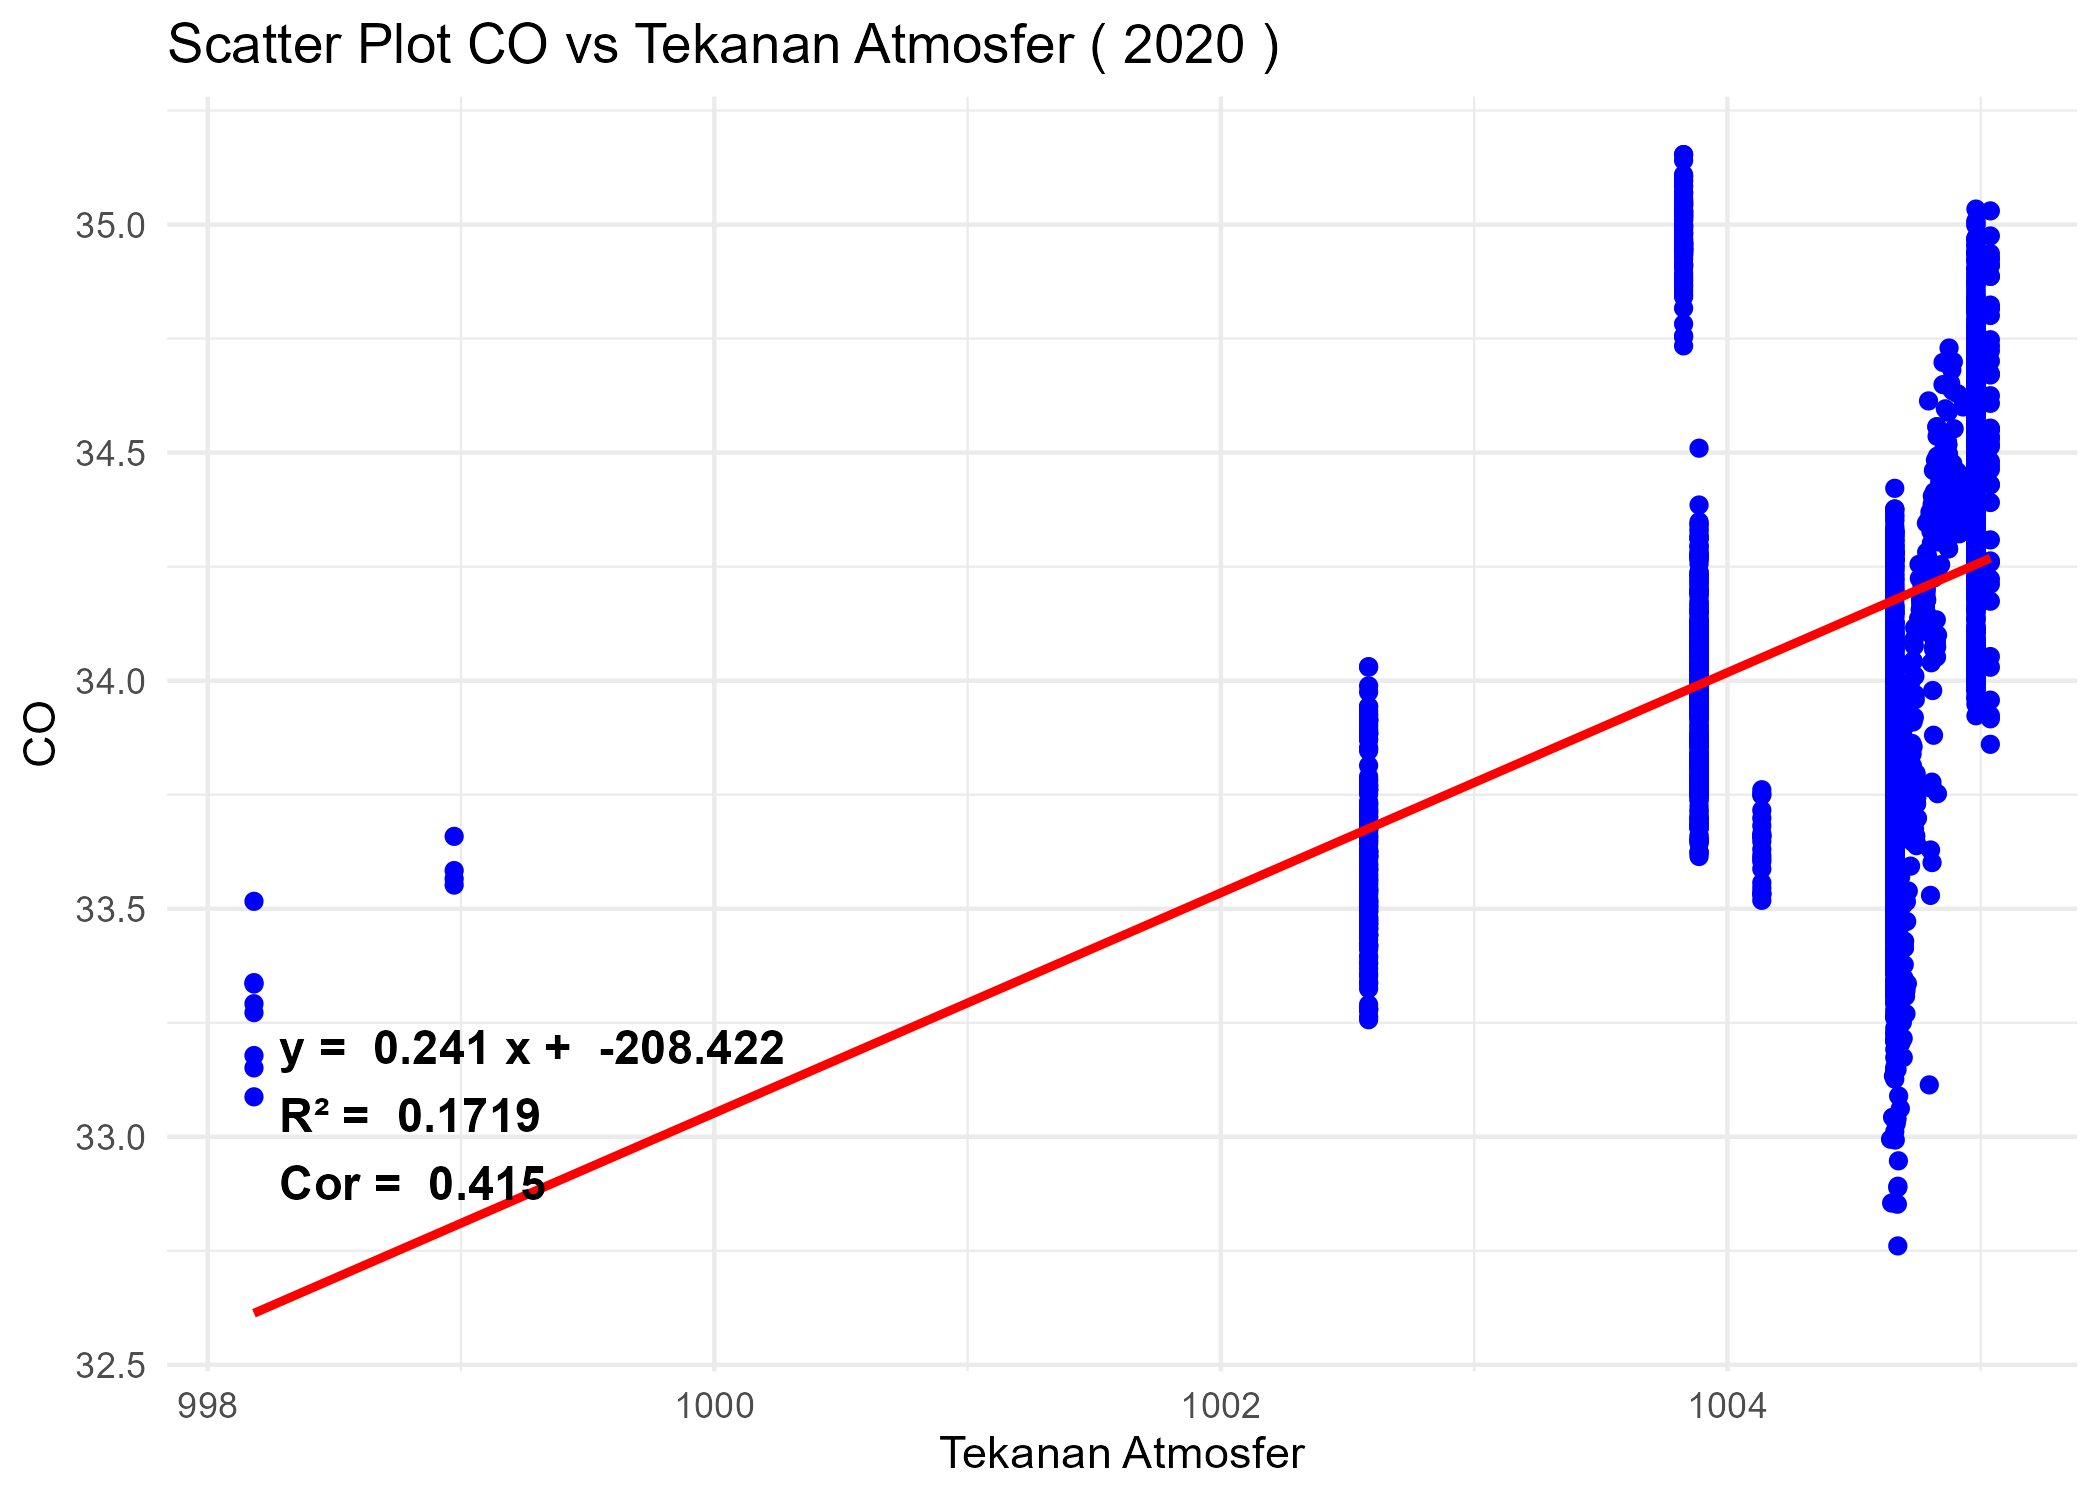 Scatter Plot CO vs Tekanan Atmosfer ( 2020 )
35.0
34.5
34.0
33.5
33.0
32.5
CO
y =  0.241 x +  -208.422
R² =  0.1719
Cor =  0.415
998 1000 1002 1004
Tekanan Atmosfer